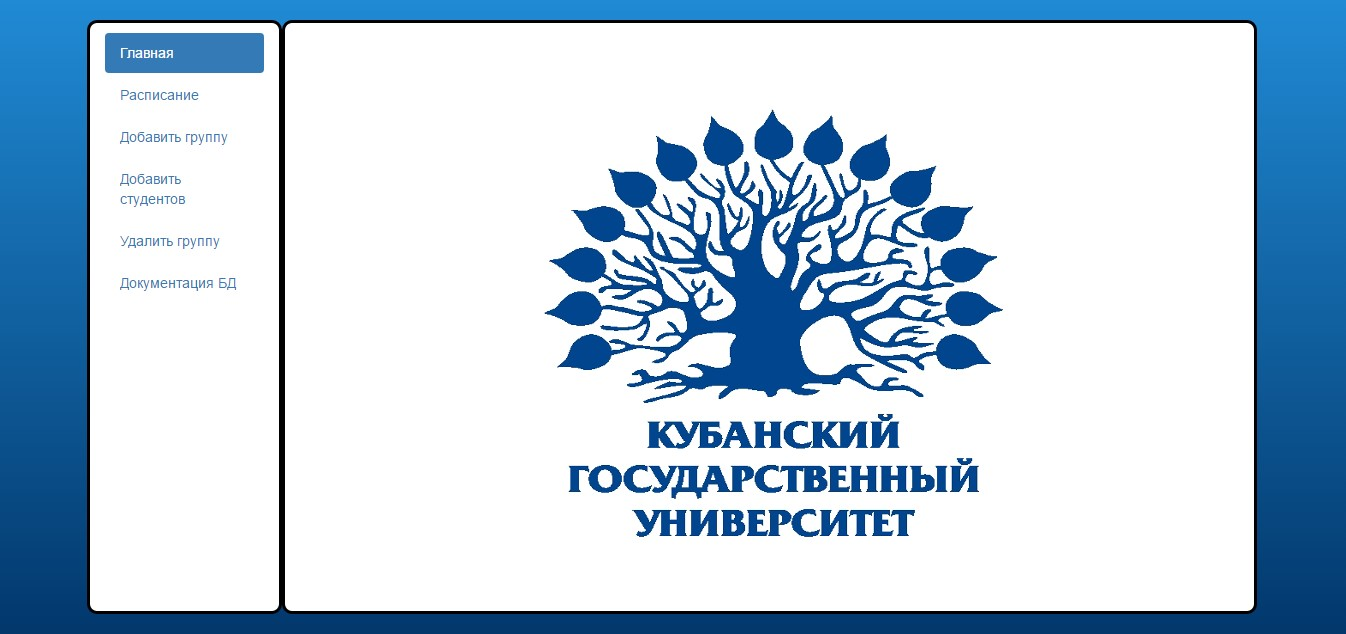 Главная
Расписание
Добавить группу
Добавить
студентов
Удалить группу
Документация БД
КУБАНСКИЙ
ГОСУДАРСТВЕННЫЙ
УНИВЕРСИТЕТ